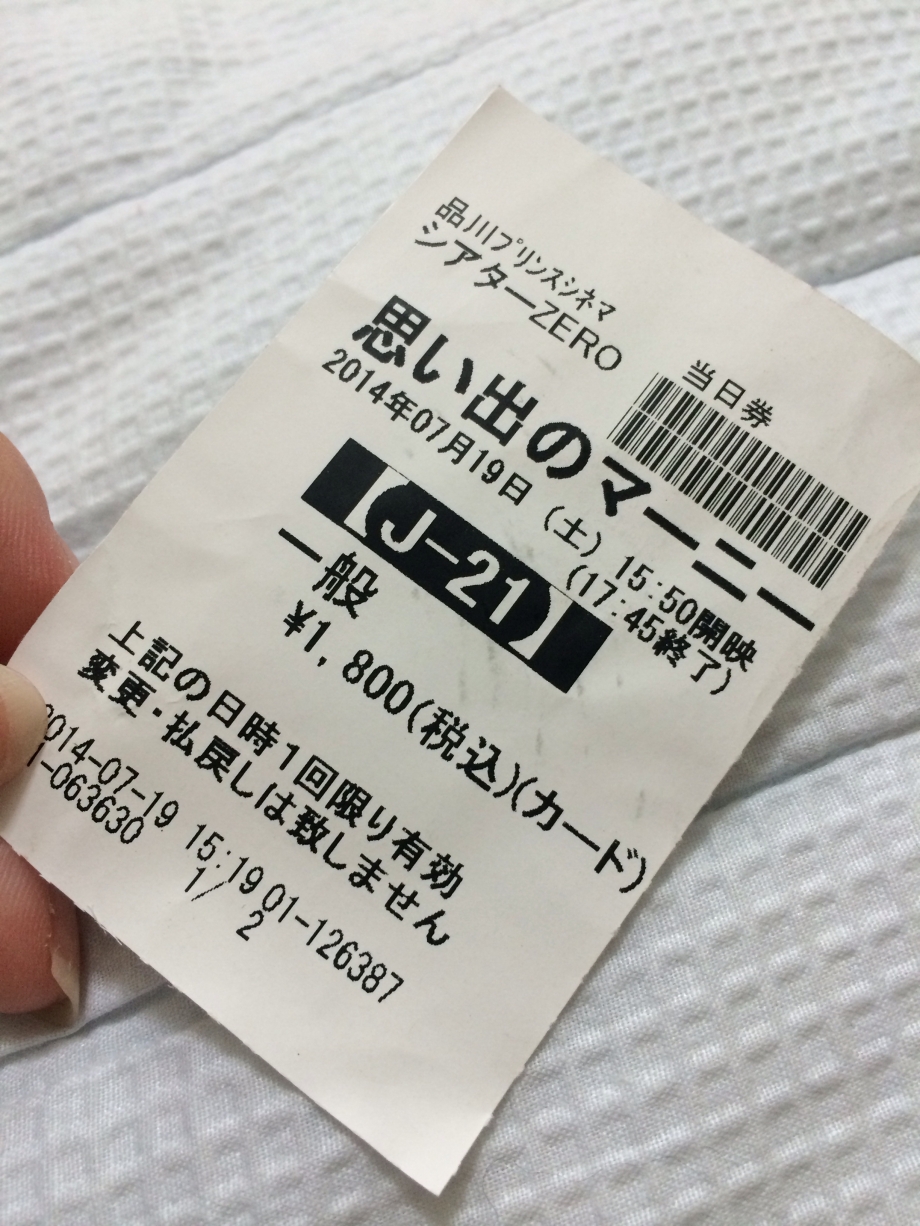 品川プリンスシネマ
シアターZERO
当日券
思い出のマーニー
2014年07月19日 (土) 15:50開映
(17:45終了)
【J-21】
一般
¥1,800(税込)(カード)
上記の日時1回限り有効
変更・払戻しは致しません
2014-07-19 15:19 01-126387
1-063630 1/ 2